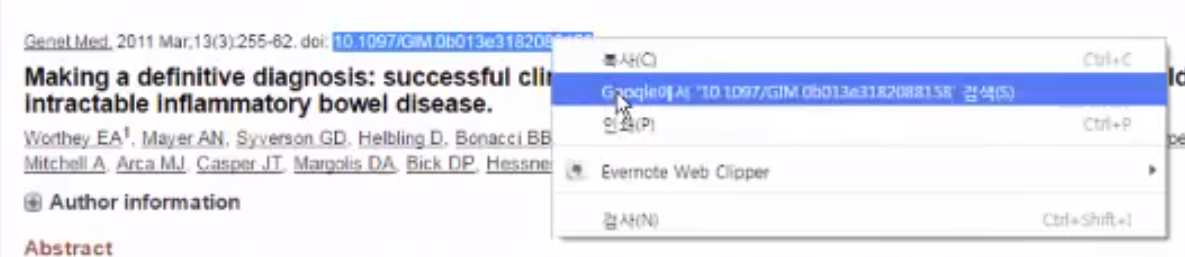 Genet Med. 2011 Mar;13(3):255-62. doi: 10.1097/GIM.0b013e3182088158
Making a definitive diagnosis: successful clin
intractable inflammatory bowel disease.
Worthey EA1, Mayer AN, Syverson GD, Helbling D, Bonacci BB
Mitchell A, Arca MJ, Casper JT, Margolis DA, Bick DP, Hessne
Author information
Abstract
복사(C) Ctrl+C
Google에서 '10.1097/GIM.0b013e3182088158' 검색(S)
인쇄(P) Ctrl+P
Evernote Web Clipper
검사(N) Ctrl+Shift+I